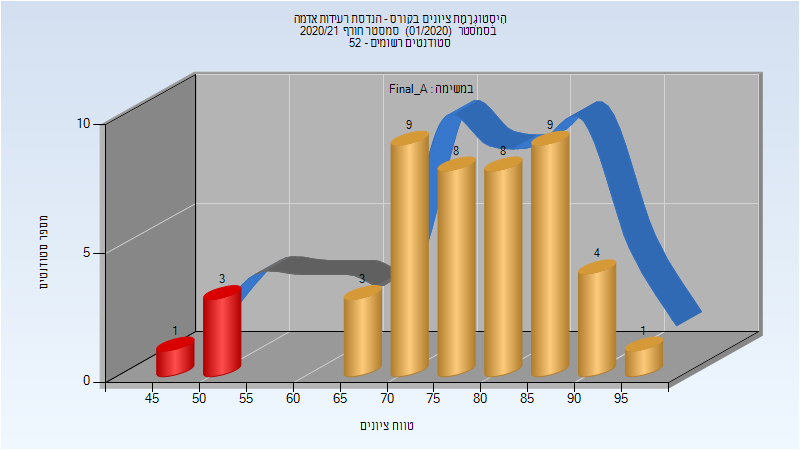 היסטוגרמת ציונים בקורס - הנדסת רעידות אדמה
בסמסטר (01/2020) סמסטר חורף 2020/21
סטודנטים רשומים - 52
במשימה : Final_A
מספר סטודנטים
10
5
0
1
3
3
9
8
8
9
4
1
45 50 55 60 65 70 75 80 85 90 95
טווח ציונים